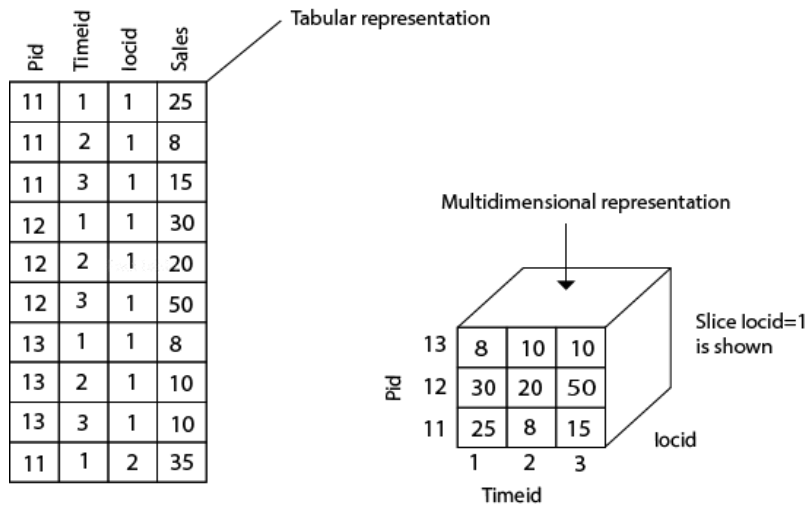 Tabular representation
Pid Timeid locid Sales
11 1 1 25
11 2 1 8
11 3 1 15
12 1 1 30
12 2 1 20
12 3 1 50
13 1 1 8
13 2 1 10
13 3 1 10
11 1 2 35
Multidimensional representation
Slice locid=1
is shown
Pid
13 8 10 10
12 30 20 50
11 25 8 15
1 2 3
Timeid
locid